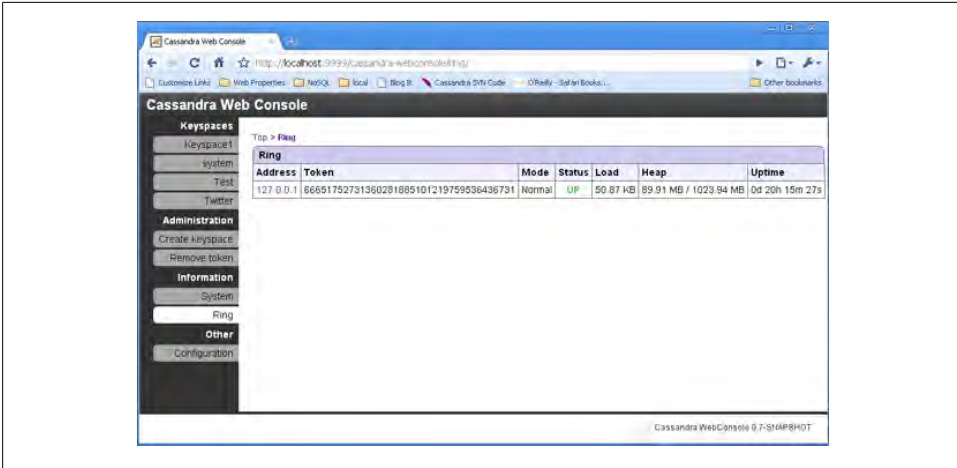 Cassandra Web Console
http://localhost:9999/cassandra-webconsole/ring/
Customize Links Web Properties NoSQL local Blog It Cassandra SVN Code O'Reilly - Safari Books... Other bookmarks
Cassandra Web Console
Keyspaces
Keyspace1
system
Test
Twitter
Administration
Create keyspace
Remove token
Information
System
Ring
Other
Configuration
Top > Ring
Ring
Address Token Mode Status Load Heap Uptime
127.0.0.1 66651752731360281885101219759536436731 Normal UP 50.87 KB 89.91 MB / 1023.94 MB 0d 20h 15m 27s
Cassandra WebConsole 0.7-SNAPSHOT